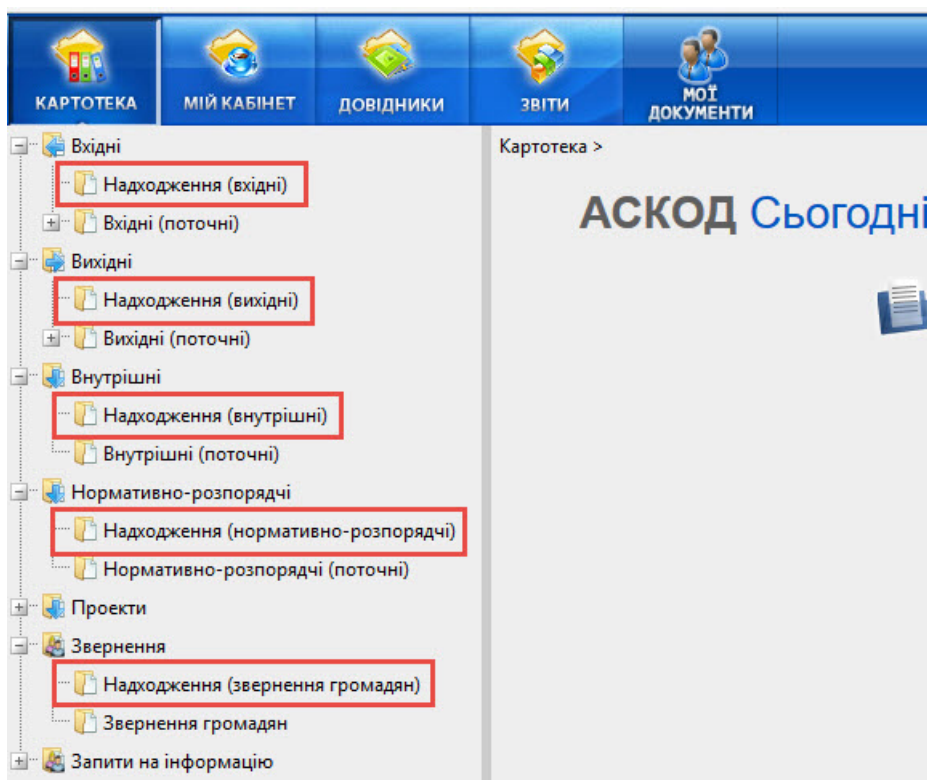 КАРТОТЕКА
МІЙ КАБІНЕТ
ДОВІДНИКИ
ЗВІТИ
МОЇ
ДОКУМЕНТИ
Вхідні
Надходження (вхідні)
Вхідні (поточні)
Вихідні
Надходження (вихідні)
Вихідні (поточні)
Внутрішні
Надходження (внутрішні)
Внутрішні (поточні)
Нормативно-розпорядчі
Надходження (нормативно-розпорядчі)
Нормативно-розпорядчі (поточні)
Проекти
Звернення
Надходження (звернення громадян)
Звернення громадян
Запити на інформацію
Картотека >
АСКОД Сьогодні